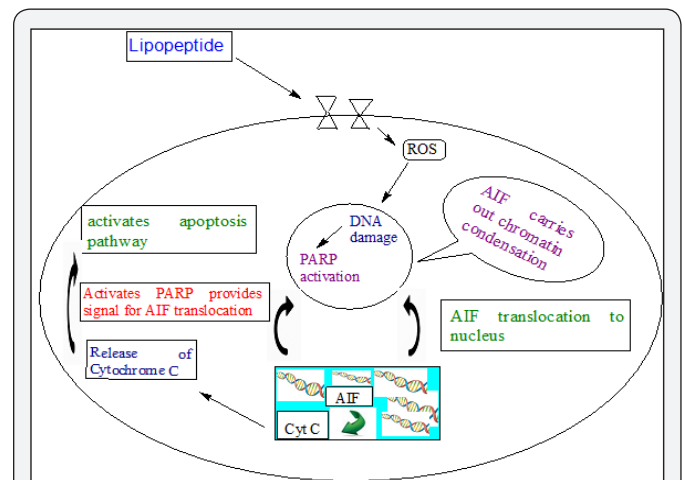 Lipopeptide
ROS
AIF carries
out chromatin
condensation
DNA
damage
PARP
activation
activates apoptosis
pathway
Activates PARP provides
signal for AIF translocation
AIF translocation to
nucleus
Release of
Cytochrome C
AIF
Cyt C